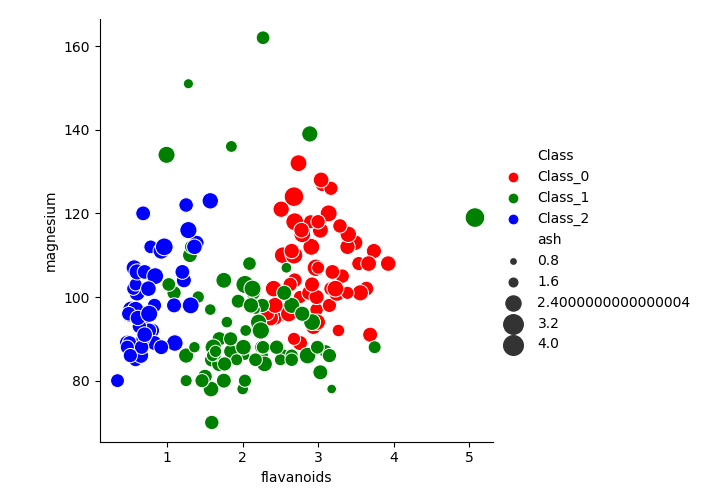 160
140
120
100
80
magnesium
1
2
3
4
5
flavanoids
Class
Class_0
Class_1
Class_2
ash
0.8
1.6
2.4000000000000004
3.2
4.0